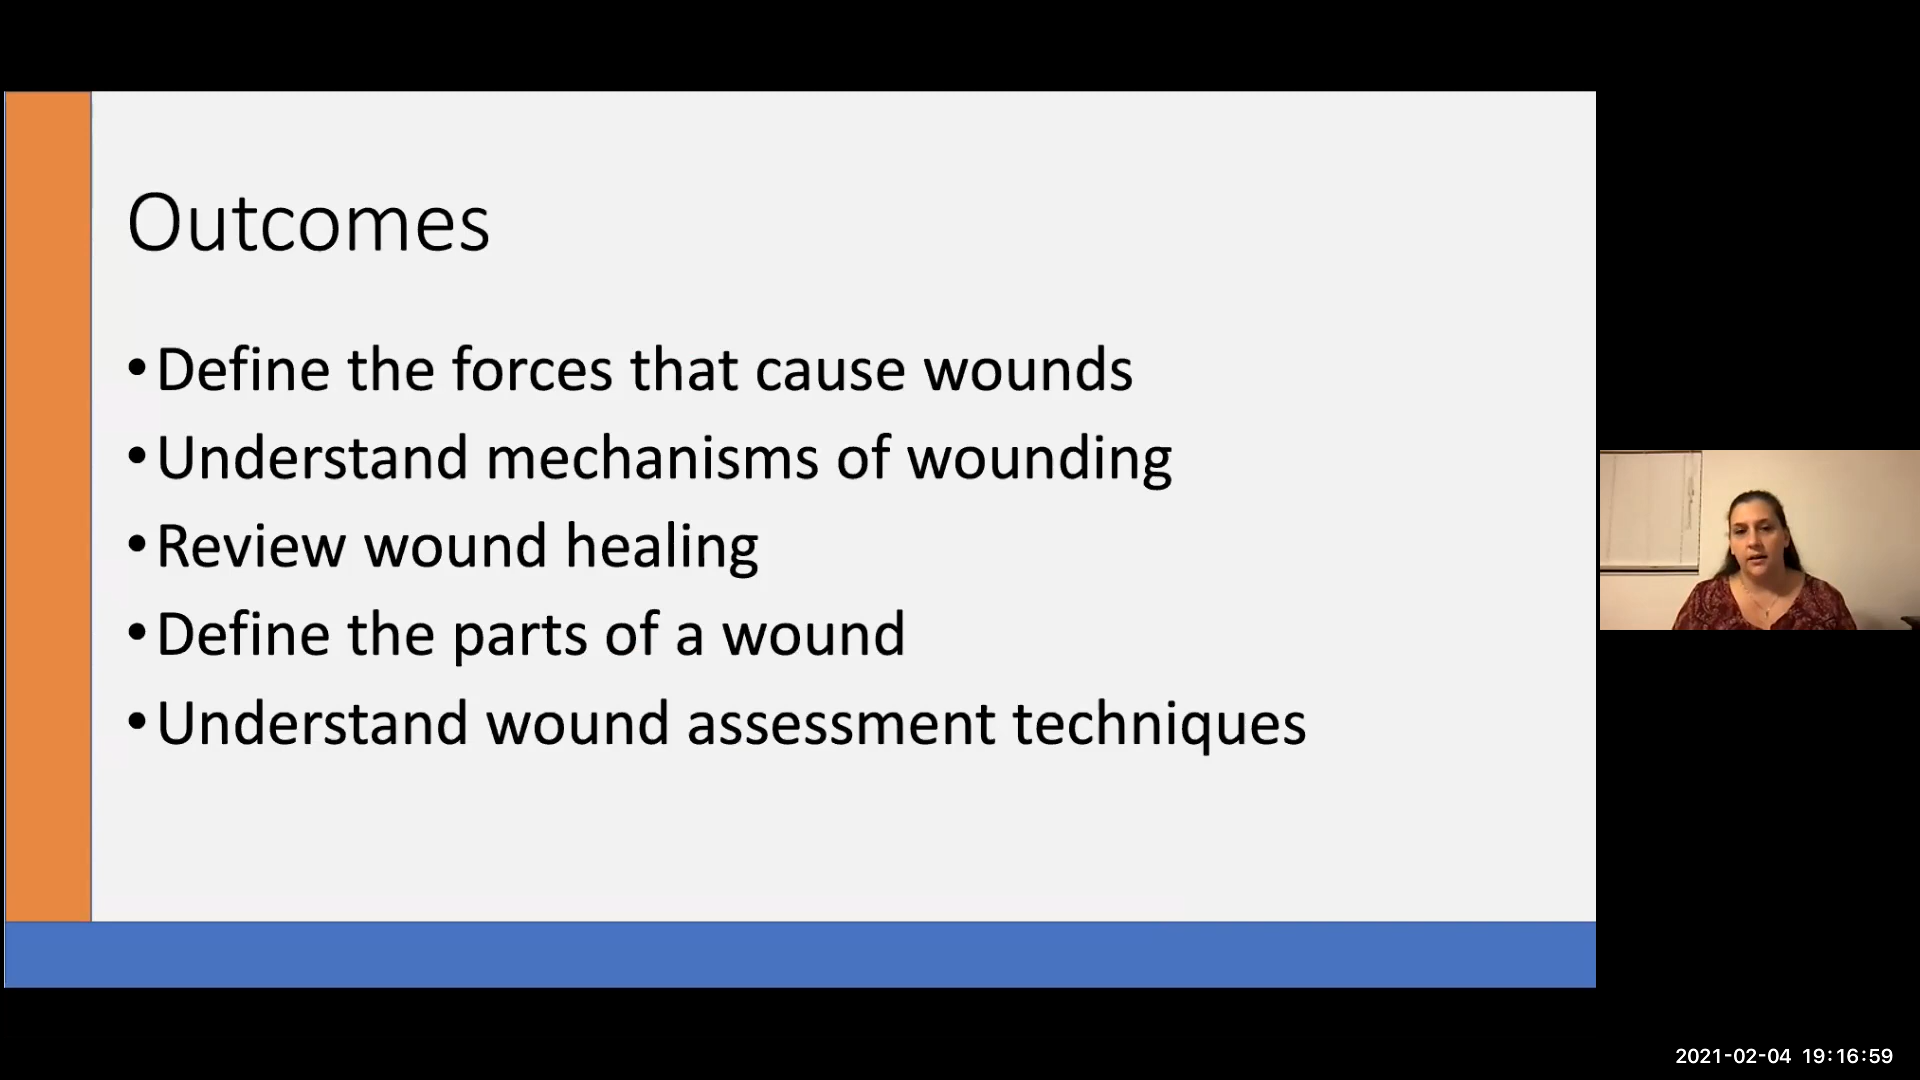 Outcomes
• Define the forces that cause wounds
• Understand mechanisms of wounding
• Review wound healing
• Define the parts of a wound
• Understand wound assessment techniques
2021-02-04 19:16:59